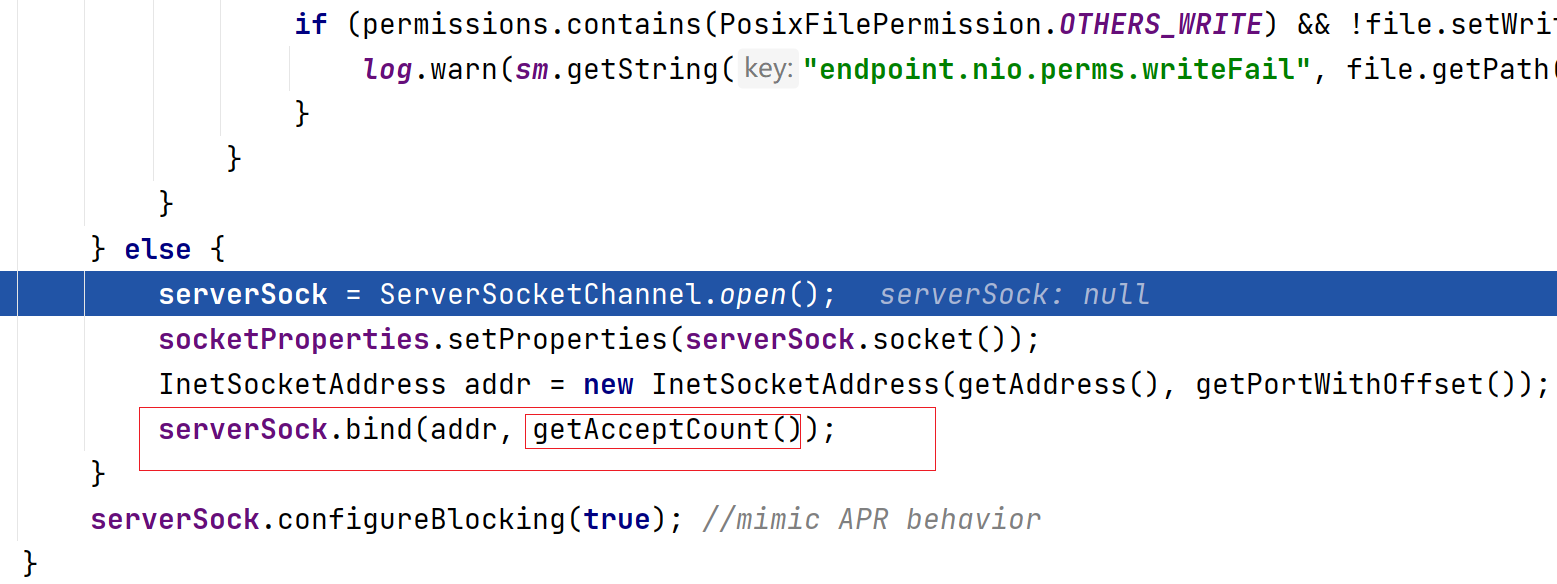 if (permissions.contains(PosixFilePermission.OTHERS_WRITE) && !file.setWrit
log.warn(sm.getString( key: "endpoint.nio.perms.writeFail", file.getPath(
}
}
}
} else {
serverSock = ServerSocketChannel.open();   serverSock: null
socketProperties.setProperties(serverSock.socket());
InetSocketAddress addr = new InetSocketAddress(getAddress(), getPortWithOffset());
serverSock.bind(addr, getAcceptCount());
}
serverSock.configureBlocking(true); //mimic APR behavior
}